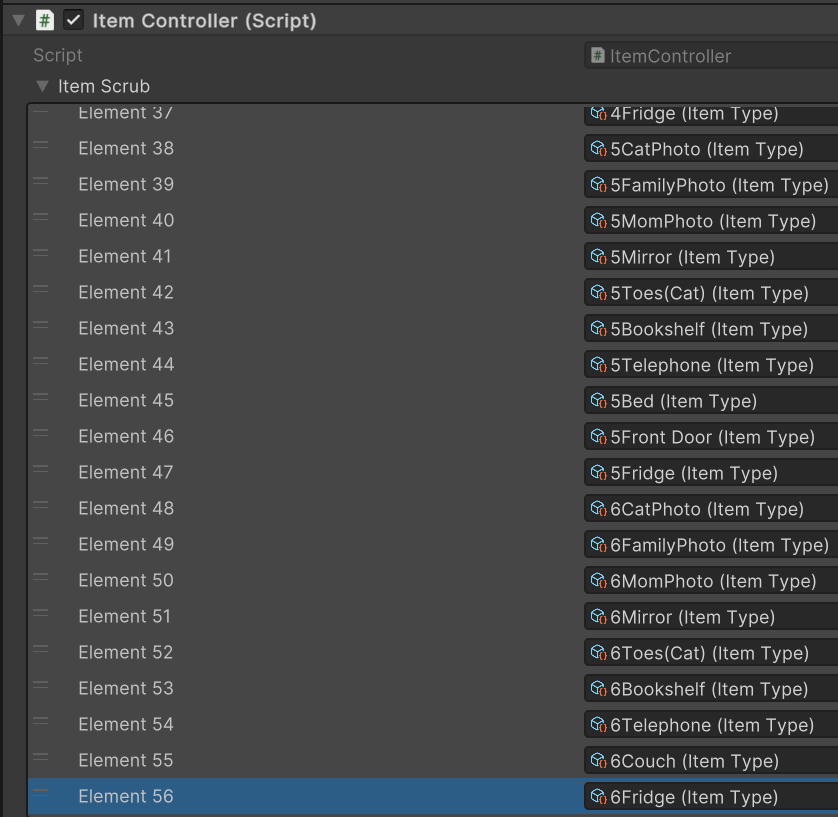 Item Controller (Script)
Script # ItemController
Item Scrub
Element 37 4Fridge (Item Type)
Element 38 5CatPhoto (Item Type)
Element 39 5FamilyPhoto (Item Type)
Element 40 5MomPhoto (Item Type)
Element 41 5Mirror (Item Type)
Element 42 5Toes(Cat) (Item Type)
Element 43 5Bookshelf (Item Type)
Element 44 5Telephone (Item Type)
Element 45 5Bed (Item Type)
Element 46 5Front Door (Item Type)
Element 47 5Fridge (Item Type)
Element 48 6CatPhoto (Item Type)
Element 49 6FamilyPhoto (Item Type)
Element 50 6MomPhoto (Item Type)
Element 51 6Mirror (Item Type)
Element 52 6Toes(Cat) (Item Type)
Element 53 6Bookshelf (Item Type)
Element 54 6Telephone (Item Type)
Element 55 6Couch (Item Type)
Element 56 6Fridge (Item Type)